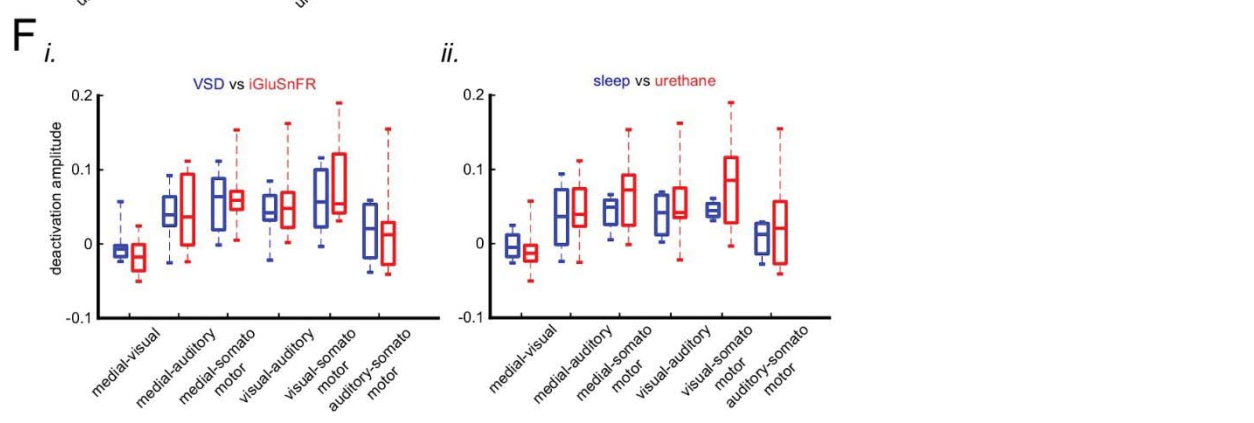 F
i.
VSD vs iGluSnFR
deactivation amplitude
0.2
0.1
0
-0.1
medial-visual
medial-auditory
medial-somato
motor
visual-auditory
visual-somato
motor
auditory-somato
motor
ii.
sleep vs urethane
0.2
0.1
0
-0.1
medial-visual
medial-auditory
medial-somato
motor
visual-auditory
visual-somato
motor
auditory-somato
motor